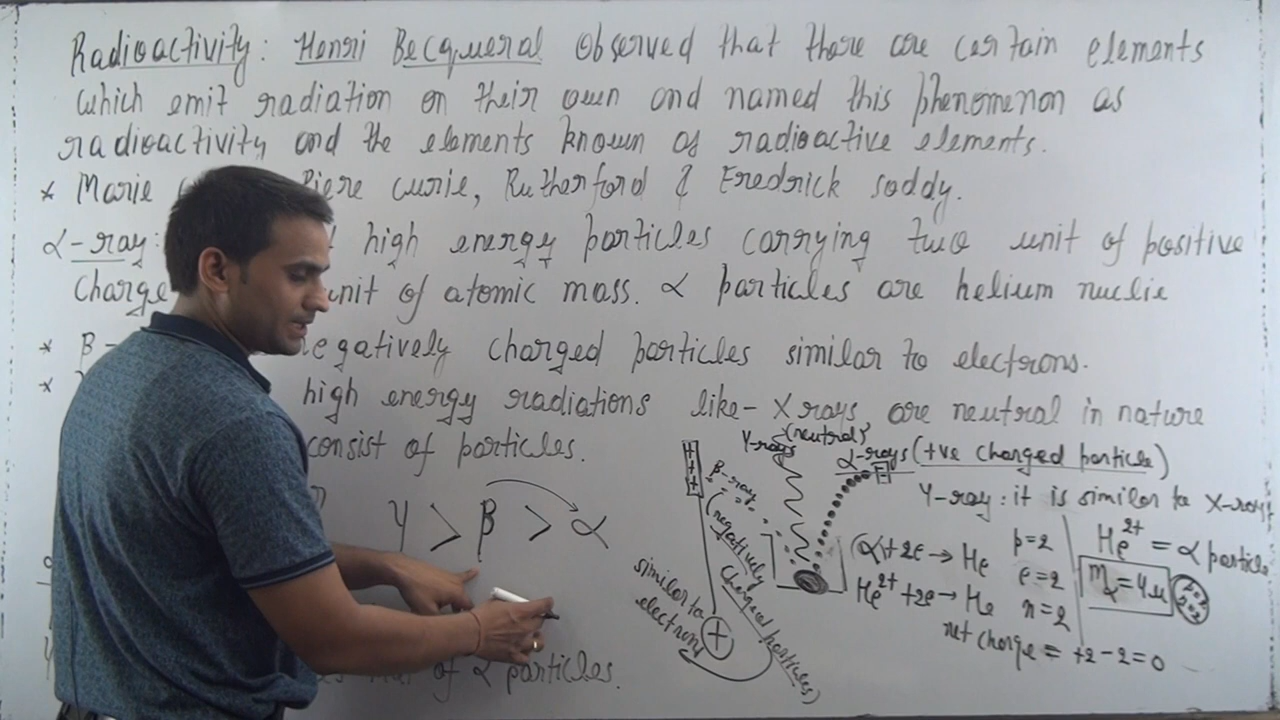 Radioactivity: Henri Becqueral Observed that there are certain elements
which emit radiation on their own and named this phenomenon as
radioactivity and the elements known as radioactive elements.
* Marie Piere curie, Rutherford & Fredrick soddy.
α-ray: high energy particles carrying two unit of positive
Charge unit of atomic mass. α particles are helium nuclie
* β- negatively charged particles similar to electrons.
* high energy radiations like- X rays are neutral in nature
consist of particles.
γ > β > α
of α particles.
γ-rays (neutral)
α-rays (+ve charged particle)
β-ray
(negatively charged particles)
similar to
electrons
+
+
+
-
+
γ-ray: it is similar to X-rays
α+2e → He
He²⁺ +2e → He
p=2
e=2
n=2
net charge = +2-2=0
He²⁺ = α particle
mα = 4u
p=2
n=2